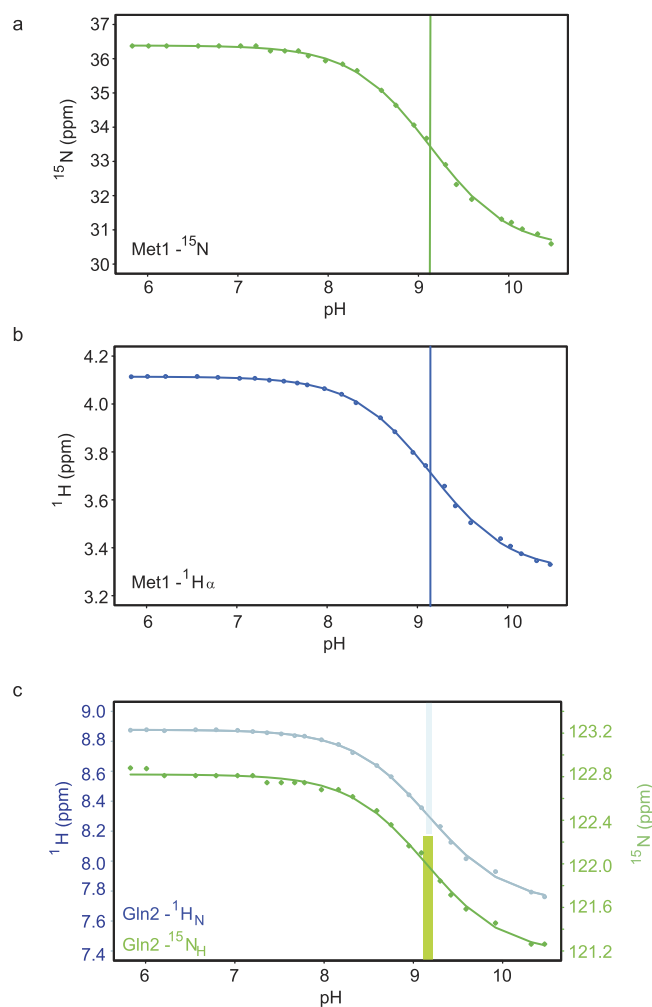 a
37
36
35
34
33
32
31
30
15N (ppm)
Met1 -15N
6 7 8 9 10
pH
b
4.2
4.0
3.8
3.6
3.4
3.2
1H (ppm)
Met1 -1Hα
6 7 8 9 10
pH
c
9.0
8.8
8.6
8.4
8.2
8.0
7.8
7.6
7.4
1H (ppm)
123.2
122.8
122.4
122.0
121.6
121.2
15N (ppm)
Gln2 -1HN
Gln2 -15NH
6 7 8 9 10
pH